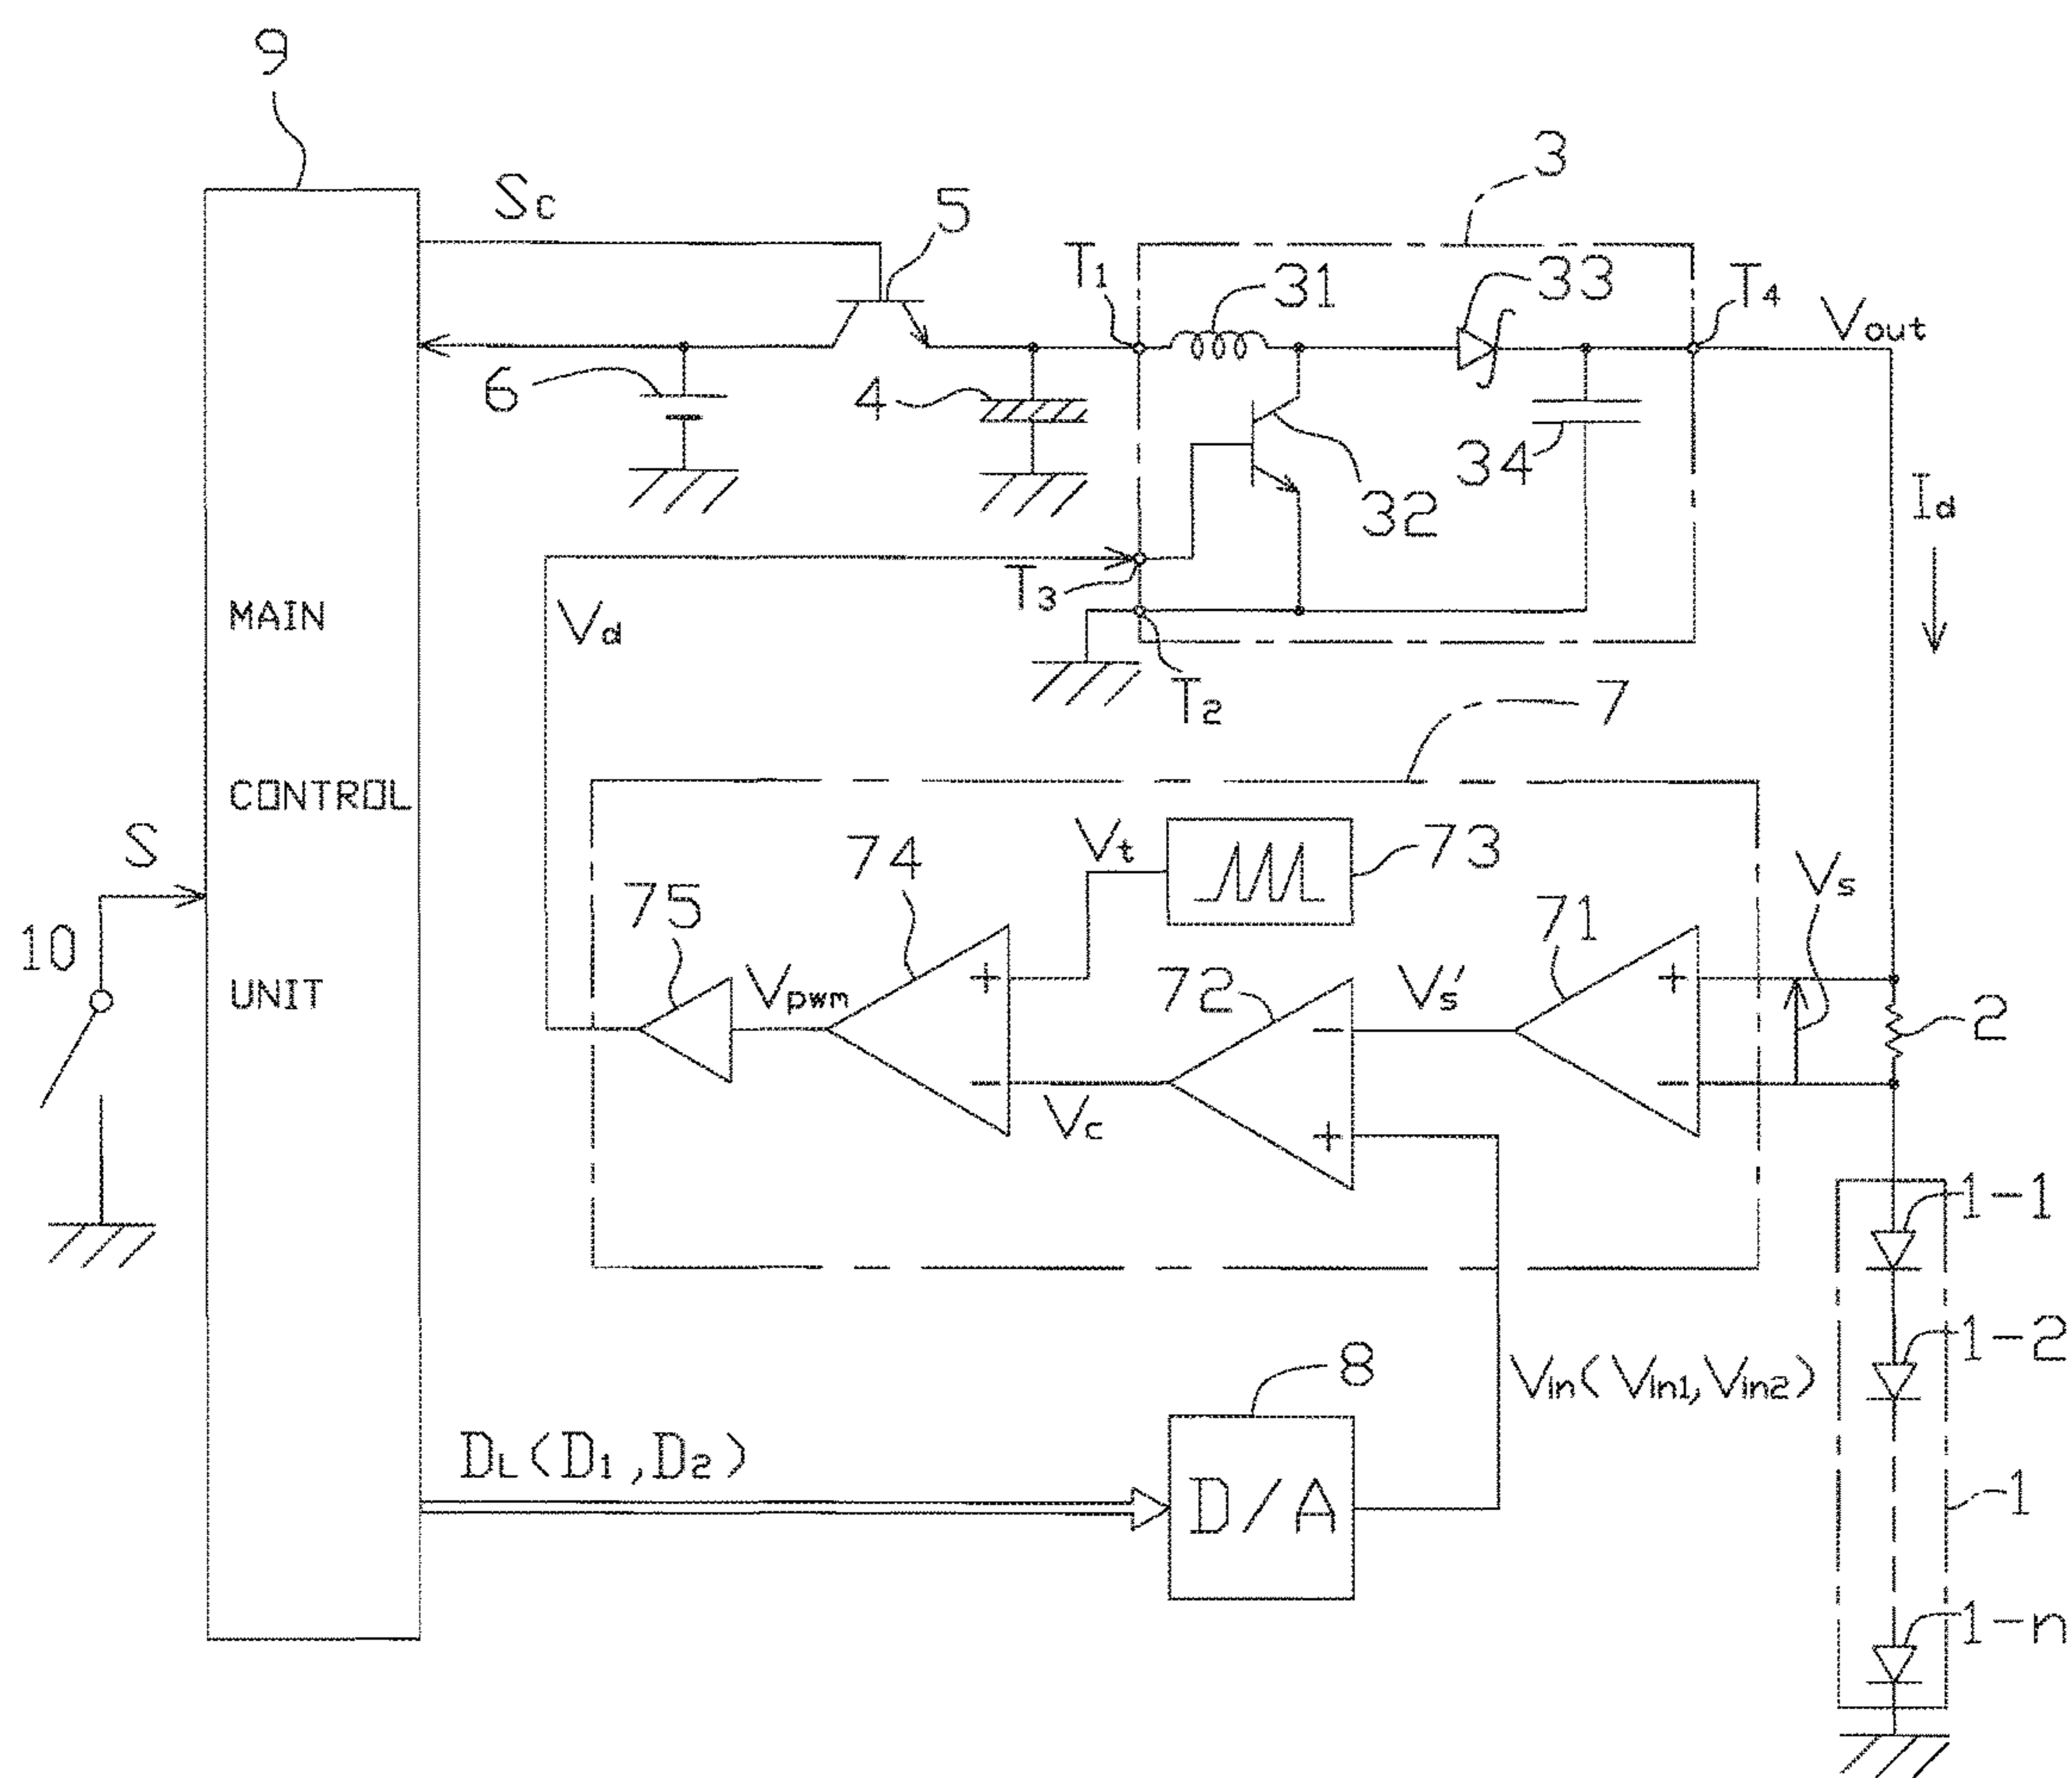 9
3
Sc
5
T1
31
33
T4
Vout
6
4
34
32
Id
T3
MAIN
Vd
T2
7
CONTROL
S
Vt
73
74
Vs
75
71
10
UNIT
Vpwm
72
Vs'
2
+
+
−
−
−
Vc
+
1-1
8
Vin(Vin1,Vin2)
1-2
DL(D1,D2)
D/A
1
1-n